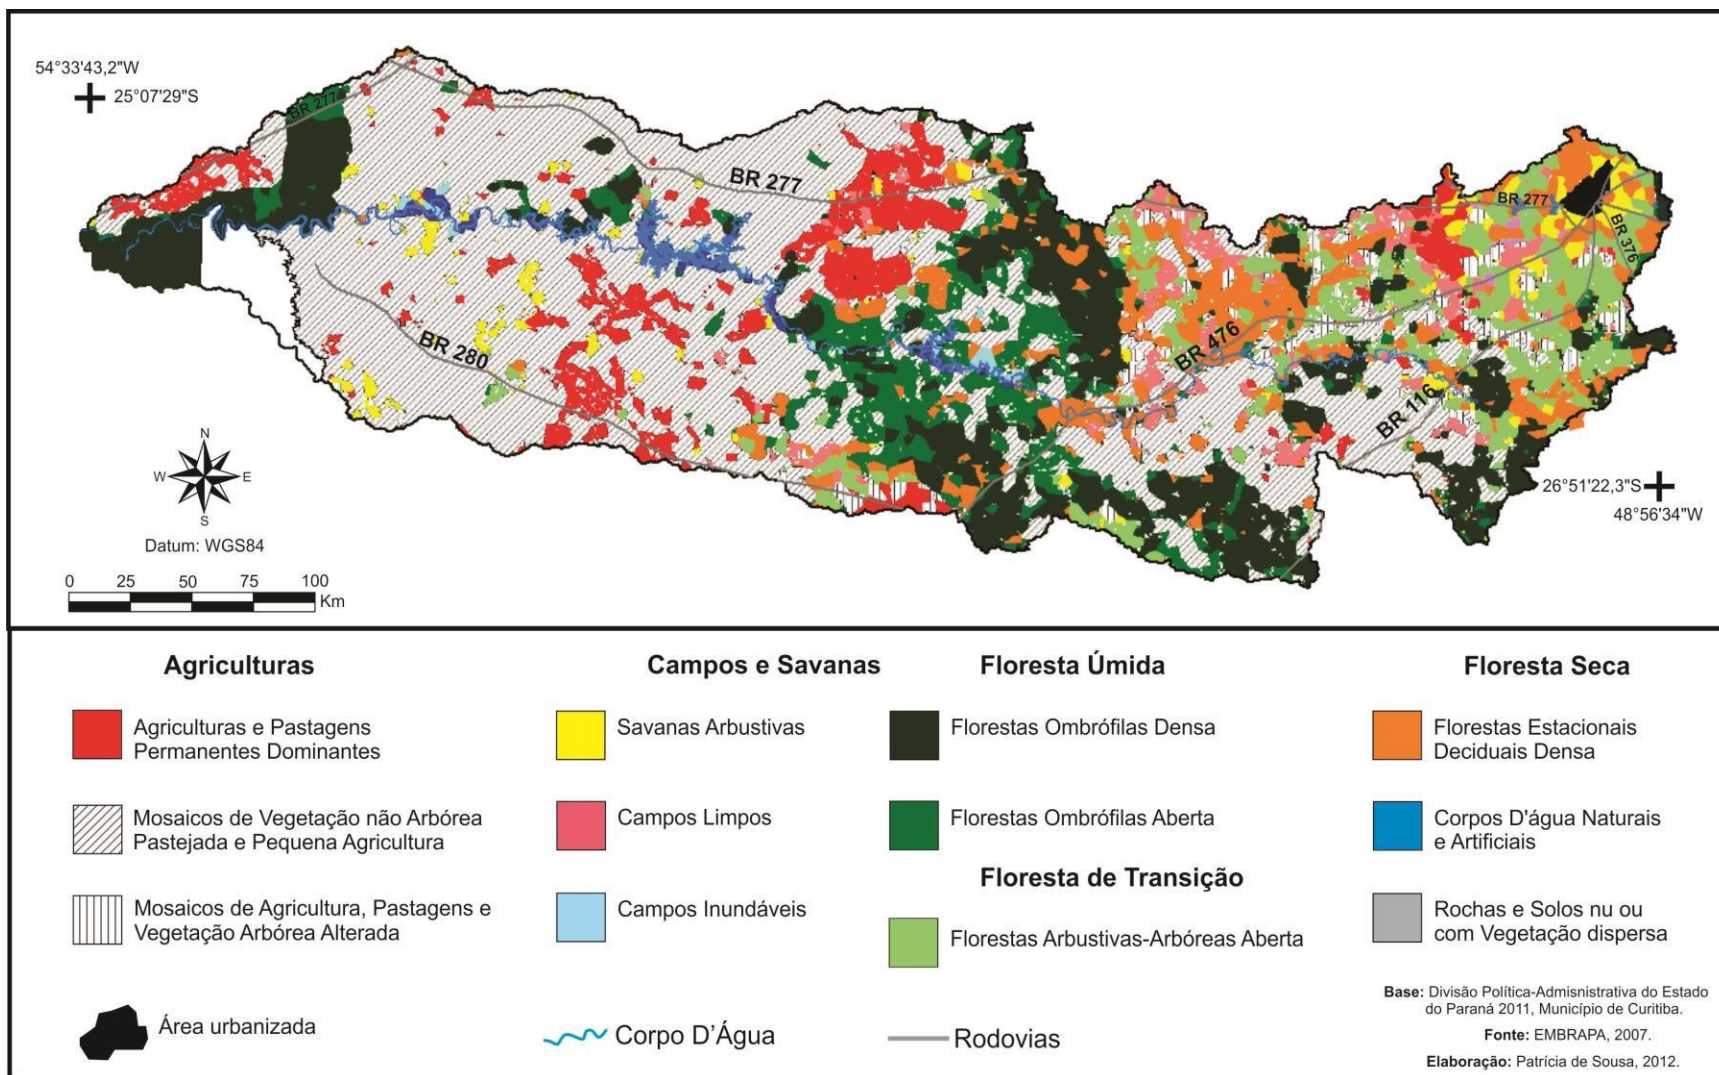 54°33'43,2"W
25°07'29"S
BR 277
BR 277
BR 277
BR 376
BR 476
BR 280
BR 116
N
W E
S
Datum: WGS84
0 25 50 75 100
Km
26°51'22,3"S
48°56'34"W
Agriculturas
Agriculturas e Pastagens
Permanentes Dominantes
Mosaicos de Vegetação não Arbórea
Pastejada e Pequena Agricultura
Mosaicos de Agricultura, Pastagens e
Vegetação Arbórea Alterada
Área urbanizada
Campos e Savanas
Savanas Arbustivas
Campos Limpos
Campos Inundáveis
Corpo D'Água
Floresta Úmida
Florestas Ombrófilas Densa
Florestas Ombrófilas Aberta
Floresta de Transição
Florestas Arbustivas-Arbóreas Aberta
Rodovias
Floresta Seca
Florestas Estacionais
Deciduais Densa
Corpos D'água Naturais
e Artificiais
Rochas e Solos nu ou
com Vegetação dispersa
Base: Divisão Política-Admisnistrativa do Estado
do Paraná 2011, Município de Curitiba.
Fonte: EMBRAPA, 2007.
Elaboração: Patrícia de Sousa, 2012.